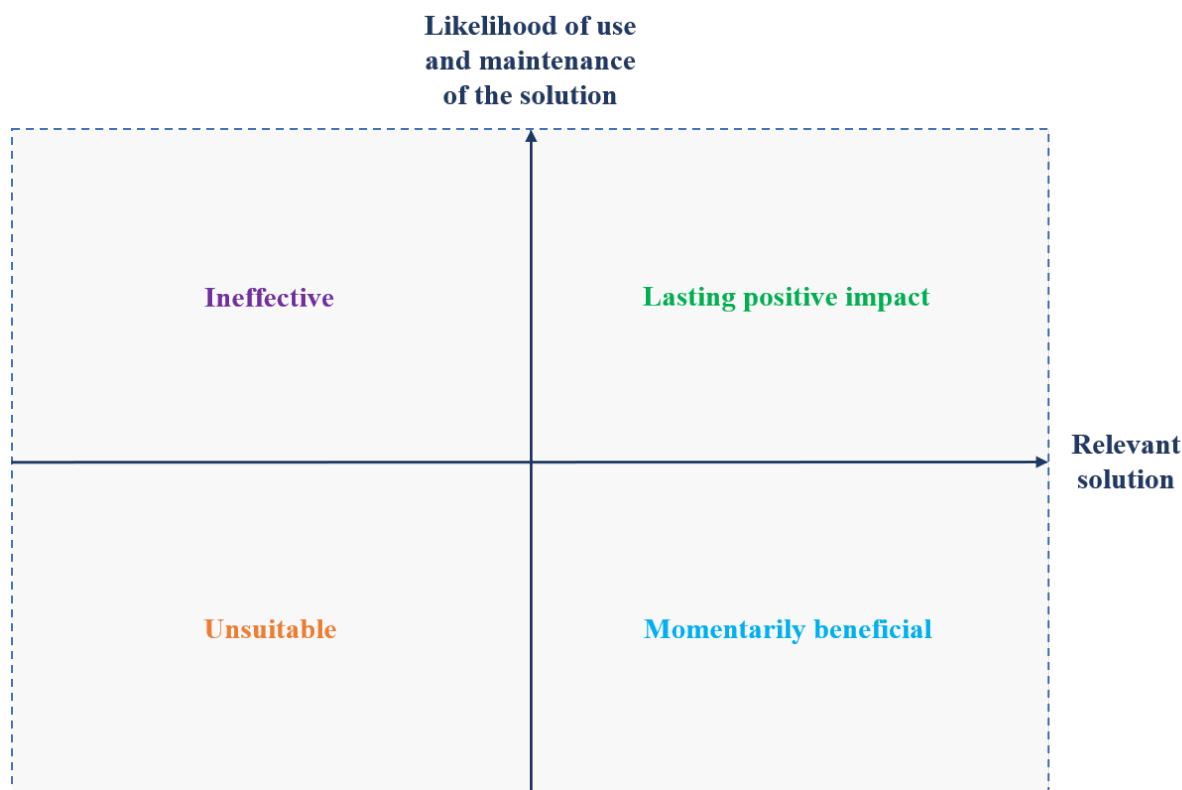 Likelihood of use
and maintenance
of the solution
Ineffective
Lasting positive impact
Relevant
solution
Unsuitable
Momentarily beneficial